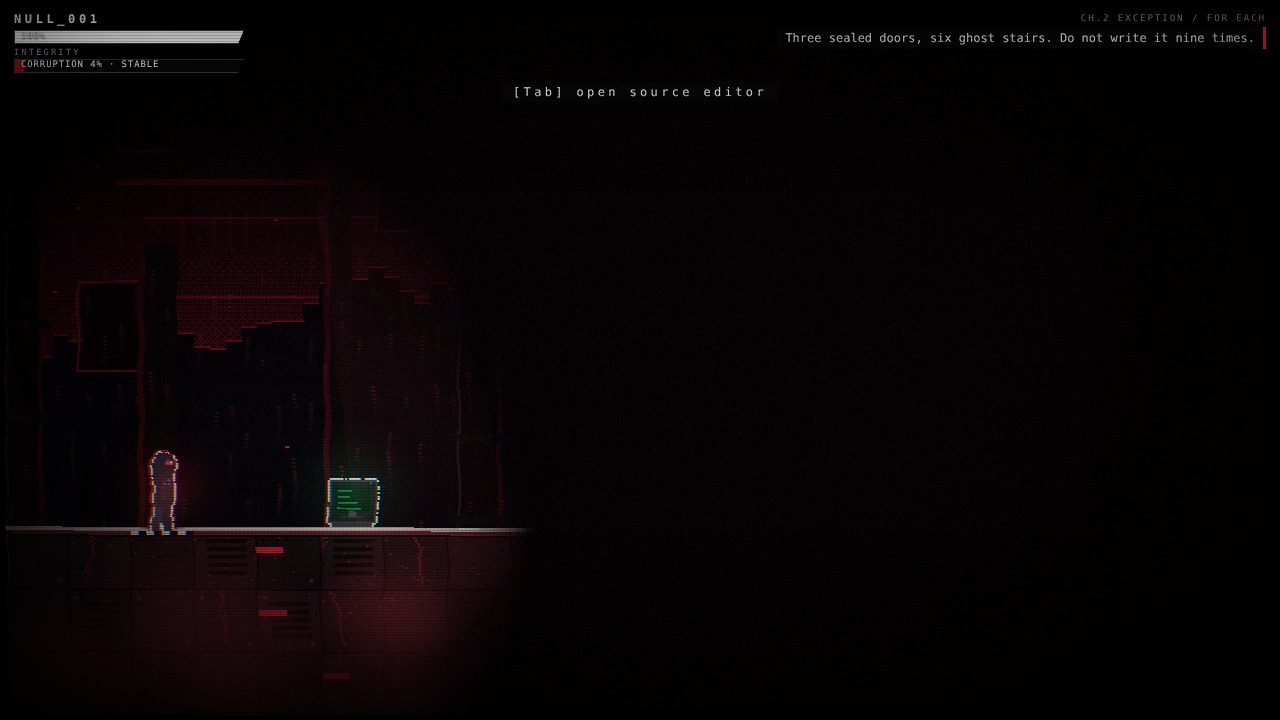 NULL_001
CH.2 EXCEPTION / FOR EACH
100%
Three sealed doors, six ghost stairs. Do not write it nine times.
INTEGRITY
CORRUPTION 4% · STABLE
[Tab] open source editor